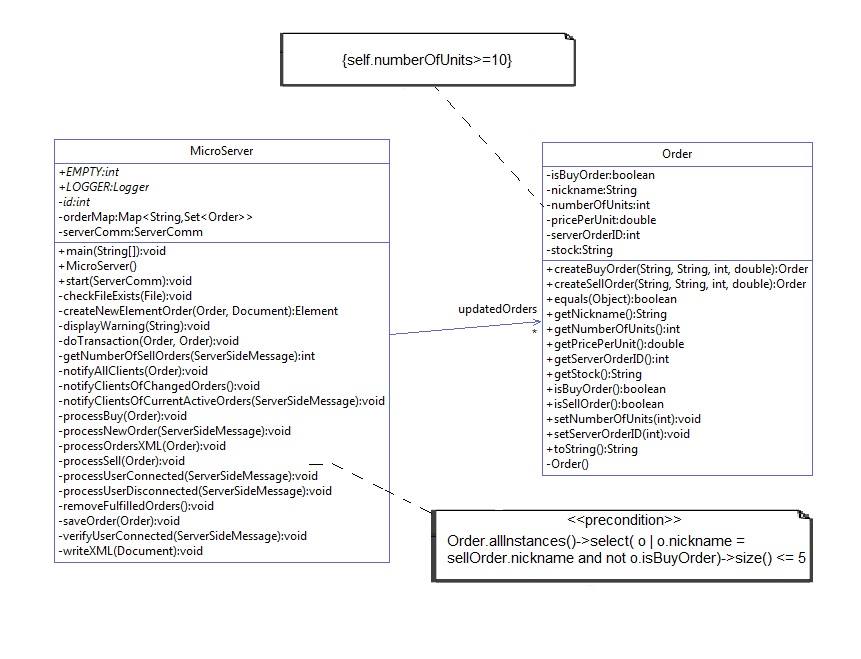 {self.numberOfUnits>=10}
MicroServer
+EMPTY:int
+LOGGER:Logger
-id:int
-orderMap:Map<String,Set<Order>>
-serverComm:ServerComm
+main(String[]):void
+MicroServer()
+start(ServerComm):void
-checkFileExists(File):void
-createNewElementOrder(Order, Document):Element
-displayWarning(String):void
-doTransaction(Order, Order):void
-getNumberOfSellOrders(ServerSideMessage):int
-notifyAllClients(Order):void
-notifyClientsOfChangedOrders():void
-notifyClientsOfCurrentActiveOrders(ServerSideMessage):void
-processBuy(Order):void
-processNewOrder(ServerSideMessage):void
-processOrdersXML(Order):void
-processSell(Order):void
-processUserConnected(ServerSideMessage):void
-processUserDisconnected(ServerSideMessage):void
-removeFulfilledOrders():void
-saveOrder(Order):void
-verifyUserConnected(ServerSideMessage):void
-writeXML(Document):void
updatedOrders
*
Order
-isBuyOrder:boolean
-nickname:String
-numberOfUnits:int
-pricePerUnit:double
-serverOrderID:int
-stock:String
+createBuyOrder(String, String, int, double):Order
+createSellOrder(String, String, int, double):Order
+equals(Object):boolean
+getNickname():String
+getNumberOfUnits():int
+getPricePerUnit():double
+getServerOrderID():int
+getStock():String
+isBuyOrder():boolean
+isSellOrder():boolean
+setNumberOfUnits(int):void
+setServerOrderID(int):void
+toString():String
-Order()
<<precondition>>
Order.allInstances()->select( o | o.nickname =
sellOrder.nickname and not o.isBuyOrder)->size() <= 5